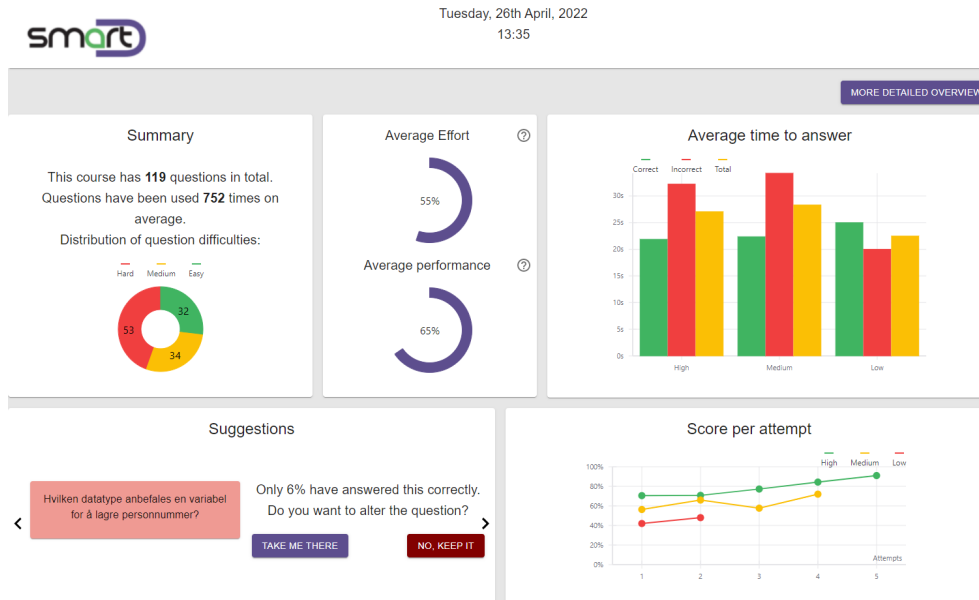 smart
Tuesday, 26th April, 2022
13:35
MORE DETAILED OVERVIEW
Summary
This course has 119 questions in total.
Questions have been used 752 times on
average.
Distribution of question difficulties:
Hard Medium Easy
53
32
34
Average Effort
55%
Average performance
65%
Average time to answer
Correct Incorrect Total
30s
25s
20s
15s
10s
5s
0s
High Medium Low
Suggestions
Hvilken datatype anbefales en variabel
for å lagre personnummer?
Only 6% have answered this correctly.
Do you want to alter the question?
TAKE ME THERE
NO, KEEP IT
Score per attempt
High Medium Low
100%
80%
60%
40%
20%
0%
Attempts
1 2 3 4 5